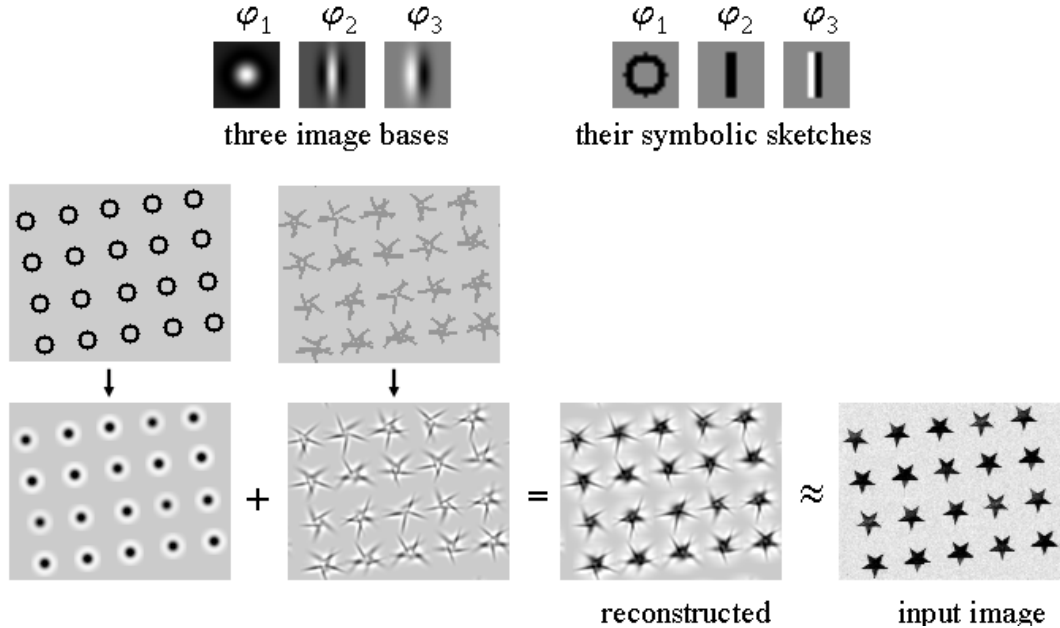 φ1 φ2 φ3 φ1 φ2 φ3
three image bases their symbolic sketches
+ = ≈
reconstructed input image